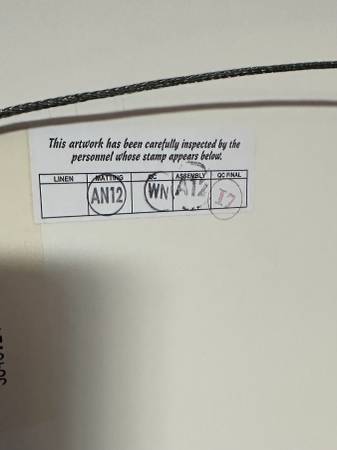 This artwork has been carefully inspected by the
personnel whose stamp appears below.
LINEN MATTING QC ASSEMBLY QC FINAL
AN12 WN A12 I7